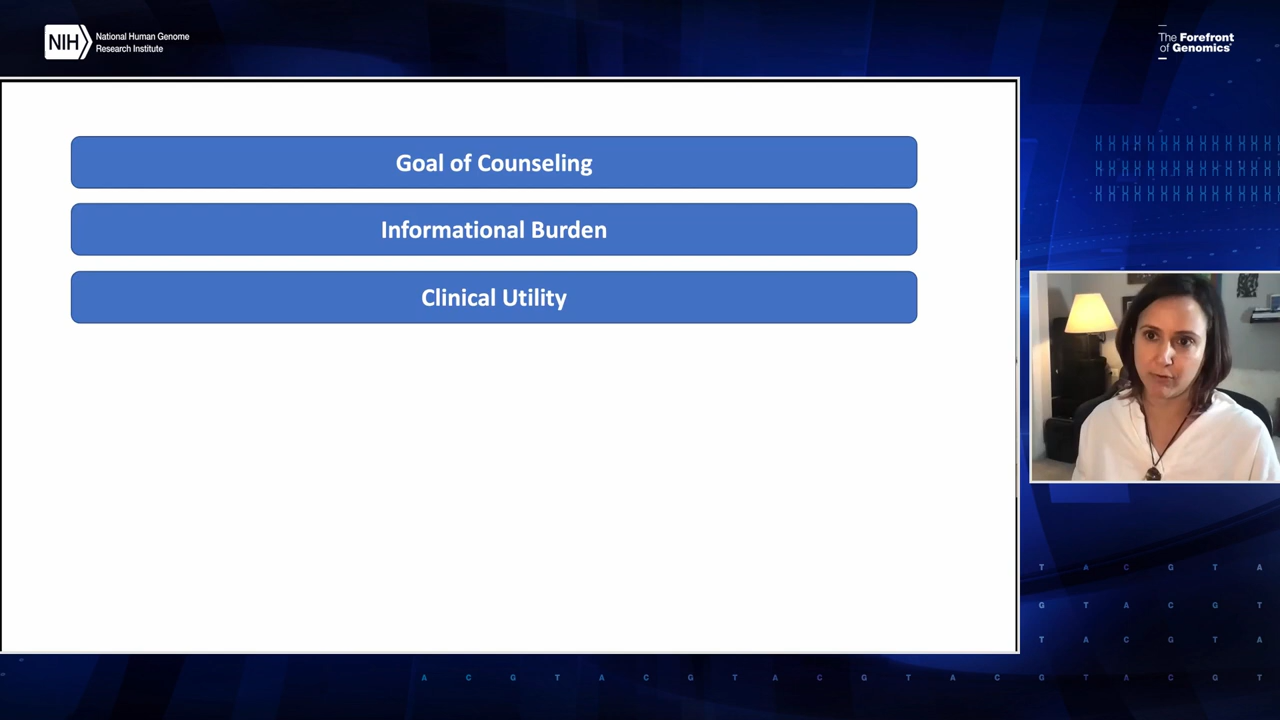 NIH
National Human Genome
Research Institute
The Forefront
of Genomics
Goal of Counseling
Informational Burden
Clinical Utility
T A C G T A
G T A C G T
T A C G T A
A C G T A C G T A C G T A C G T A C G T